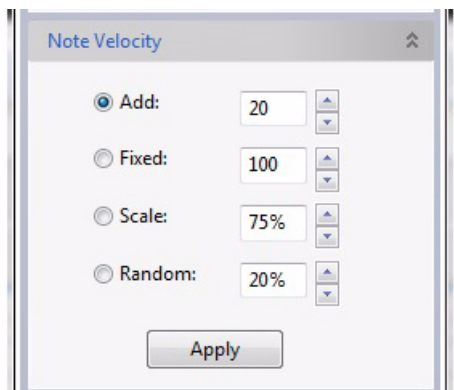 Note Velocity
Add: 20
Fixed: 100
Scale: 75%
Random: 20%
Apply